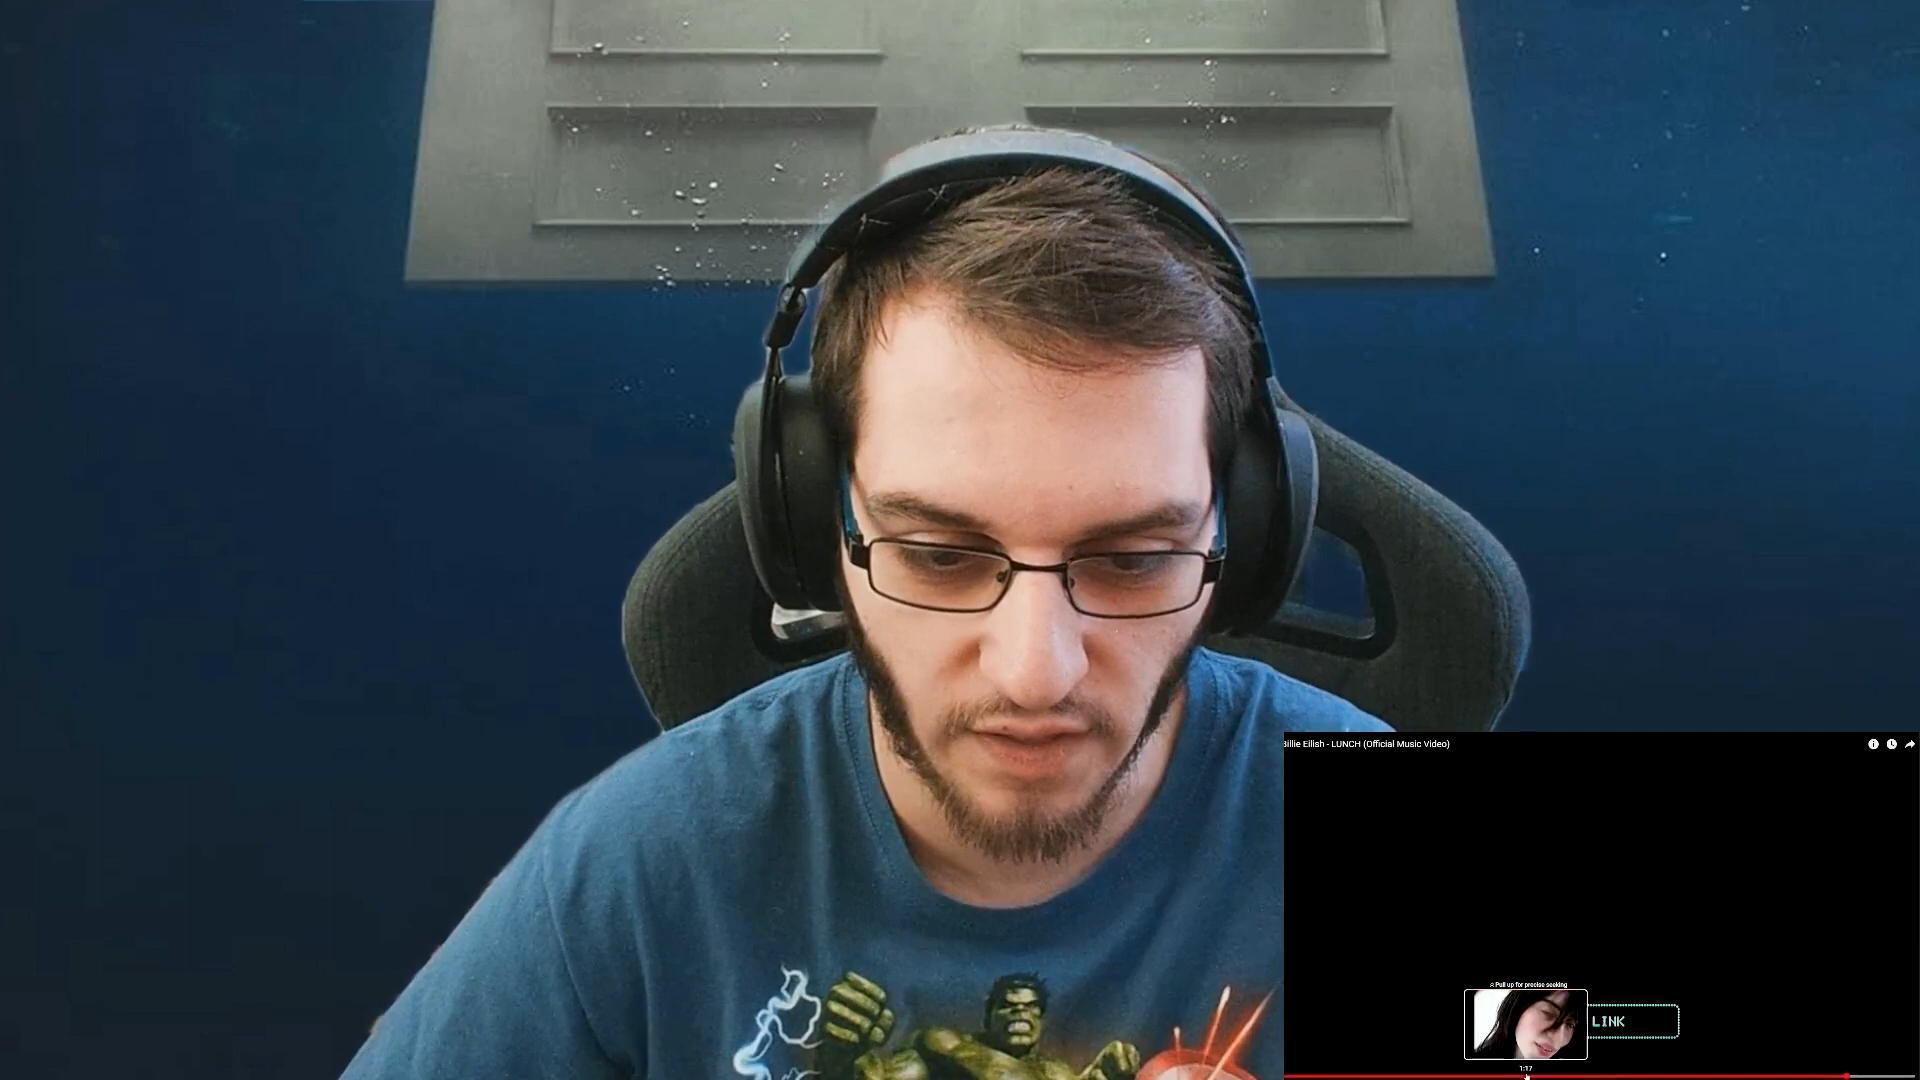 Billie Eilish - LUNCH (Official Music Video)
Pull up for precise seeking
LINK
1:17